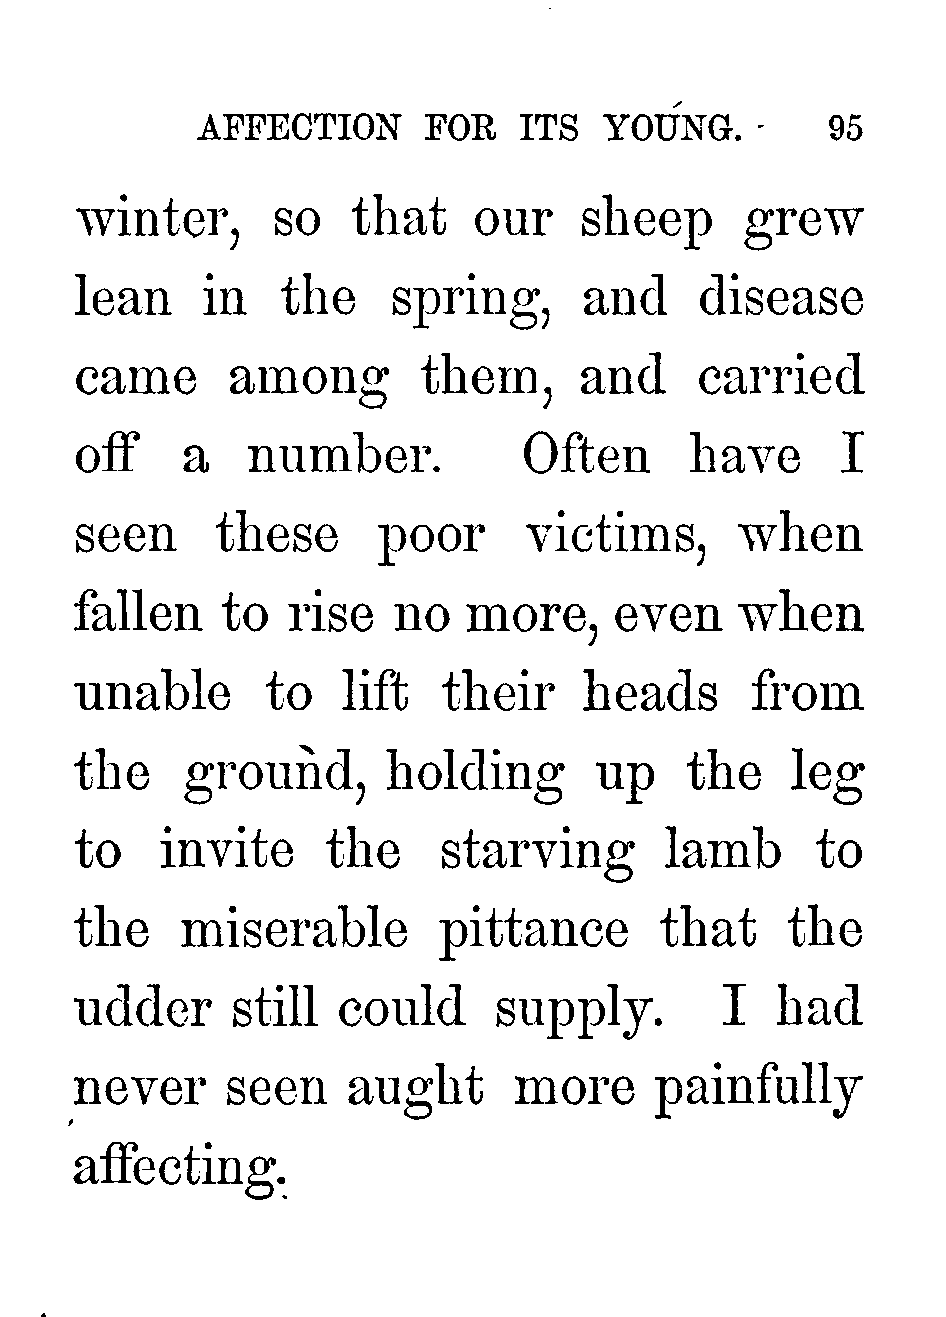 AFFECTION FOR ITS YOUNG. 95
winter, so that our sheep grew
lean in the spring, and disease
came among them, and carried
off a number. Often have I
seen these poor victims, when
fallen to rise no more, even when
unable to lift their heads from
the ground, holding up the leg
to invite the starving lamb to
the miserable pittance that the
udder still could supply. I had
never seen aught more painfully
affecting.